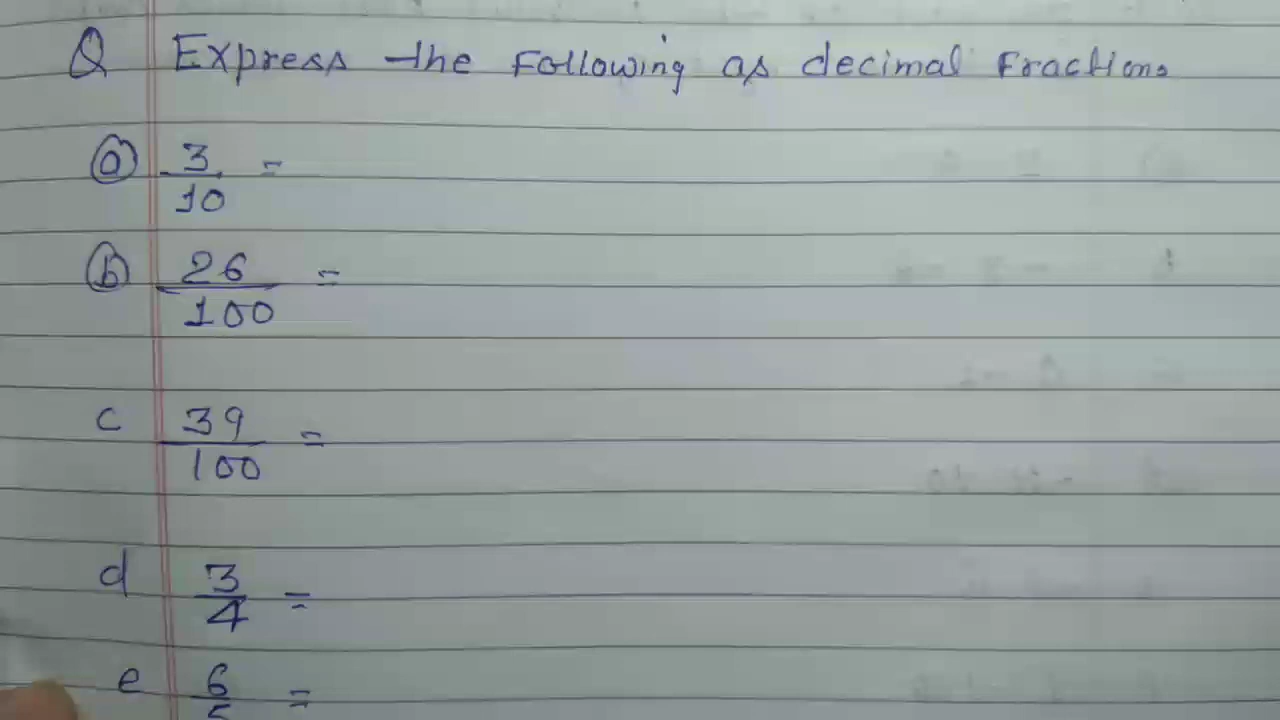 Q Express the following as decimal fractions
a 3/10 =
b 26/100 =
c 39/100 =
d 3/4 =
e 6/ =